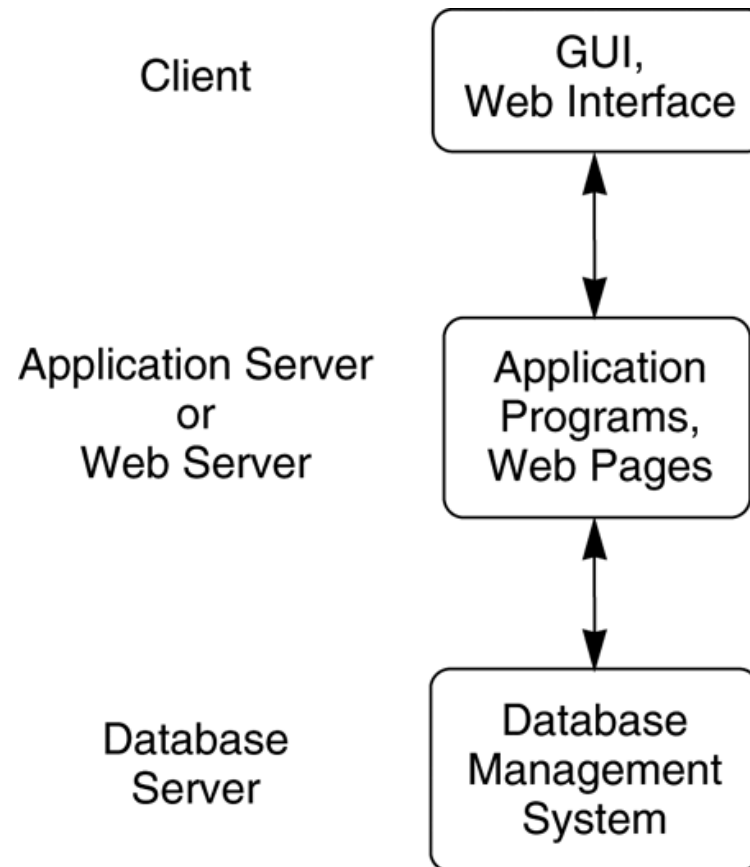 Client
GUI,
Web Interface
Application Server
or
Web Server
Application
Programs,
Web Pages
Database
Server
Database
Management
System